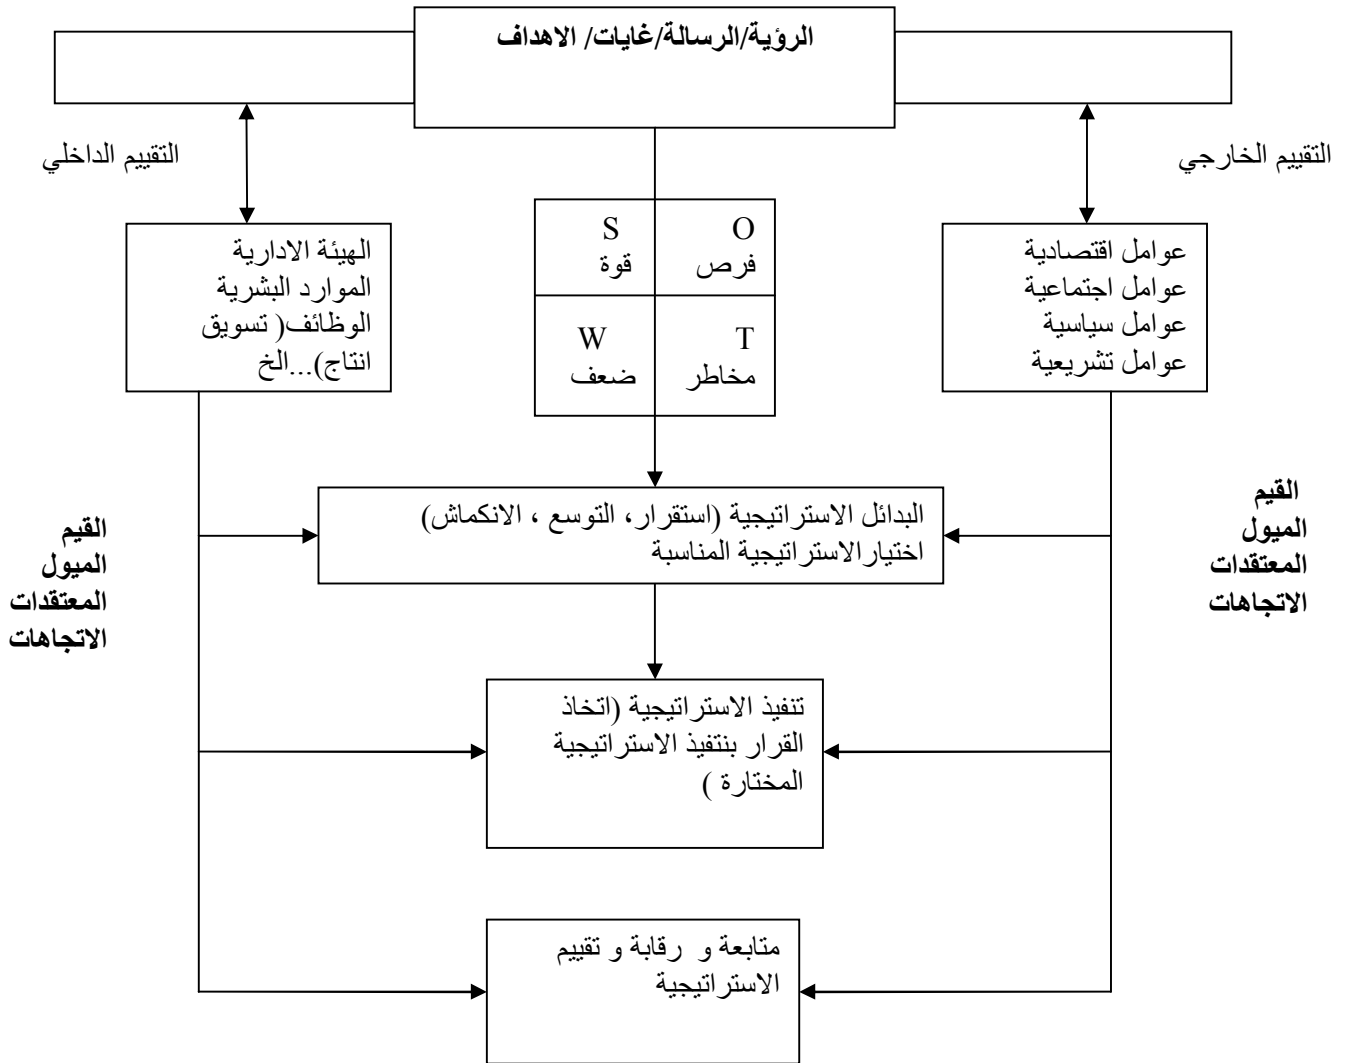 الرؤية/الرسالة/غايات/ الاهداف
التقييم الخارجي
التقييم الداخلي
عوامل اقتصادية
عوامل اجتماعية
عوامل سياسية
عوامل تشريعية
O
فرص
S
قوة
T
مخاطر
W
ضعف
الهيئة الادارية
الموارد البشرية
الوظائف( تسويق
انتاج)...الخ
القيم
الميول
المعتقدات
الاتجاهات
البدائل الاستراتيجية (استقرار، التوسع ، الانكماش)
اختيارالاستراتيجية المناسبة
القيم
الميول
المعتقدات
الاتجاهات
تنفيذ الاستراتيجية (اتخاذ
القرار بنتفيذ الاستراتيجية
المختارة )
متابعة و رقابة و تقييم
الاستراتيجية